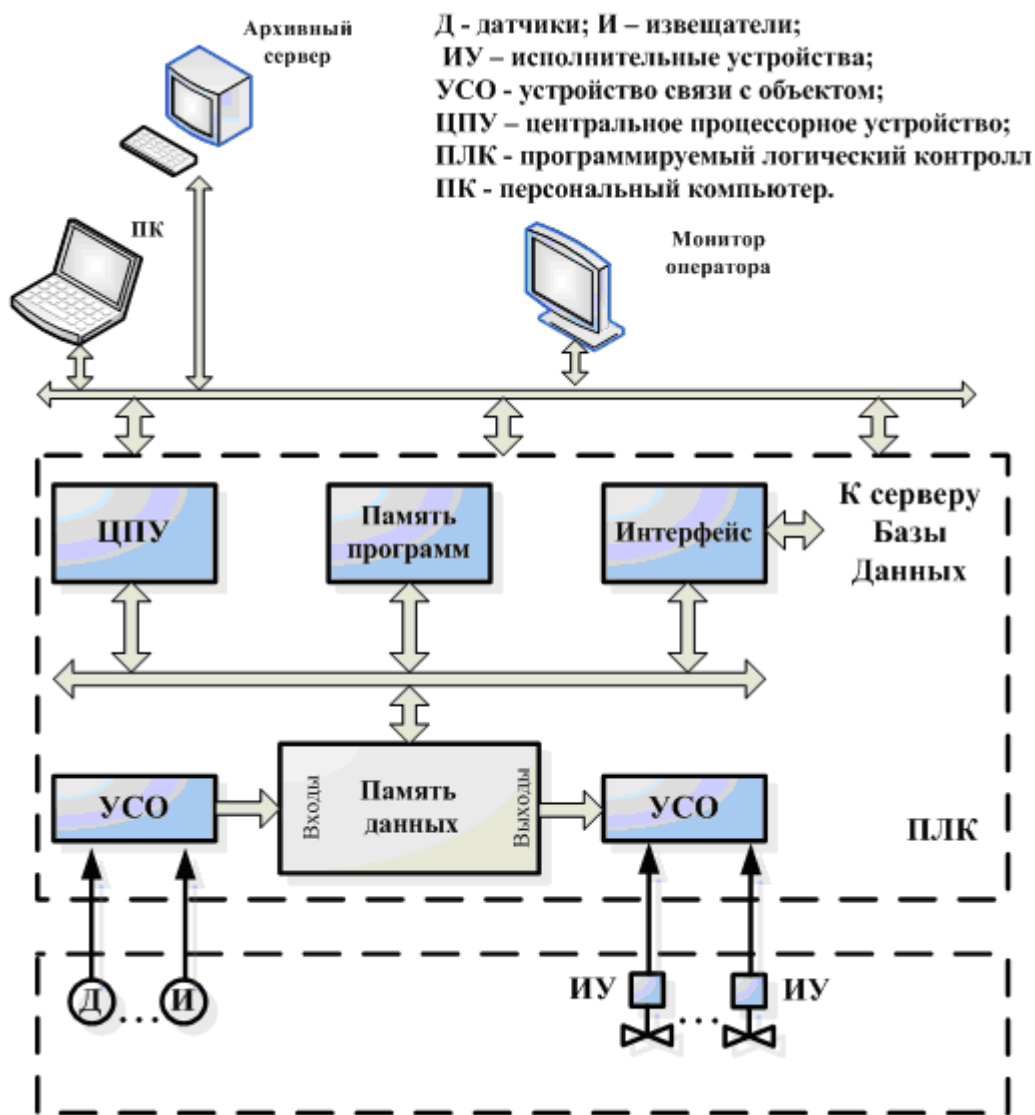 Архивный
сервер
Д - датчики; И – извещатели;
ИУ – исполнительные устройства;
УСО - устройство связи с объектом;
ЦПУ – центральное процессорное устройство;
ПЛК - программируемый логический контролл
ПК - персональный компьютер.
ПК
Монитор
оператора
ЦПУ
Память
программ
Интерфейс
К серверу
Базы
Данных
УСО
Входы
Память
данных
Выходы
УСО
ПЛК
Д
...
И
ИУ
...
ИУ